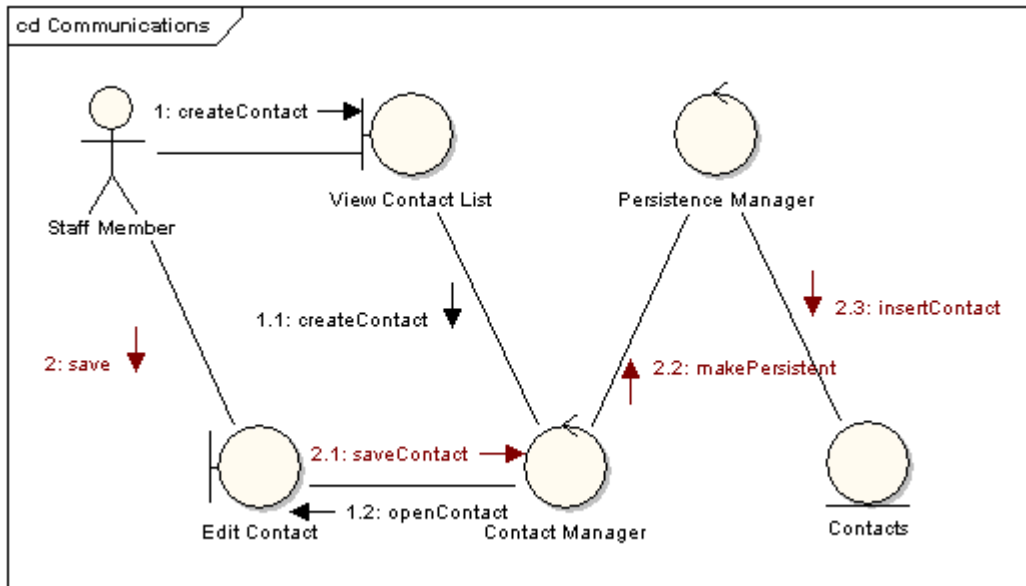 cd Communications
1: createContact
View Contact List
Persistence Manager
Staff Member
1.1: createContact
2.3: insertContact
2: save
2.2: makePersistent
2.1: saveContact
1.2: openContact
Edit Contact
Contact Manager
Contacts